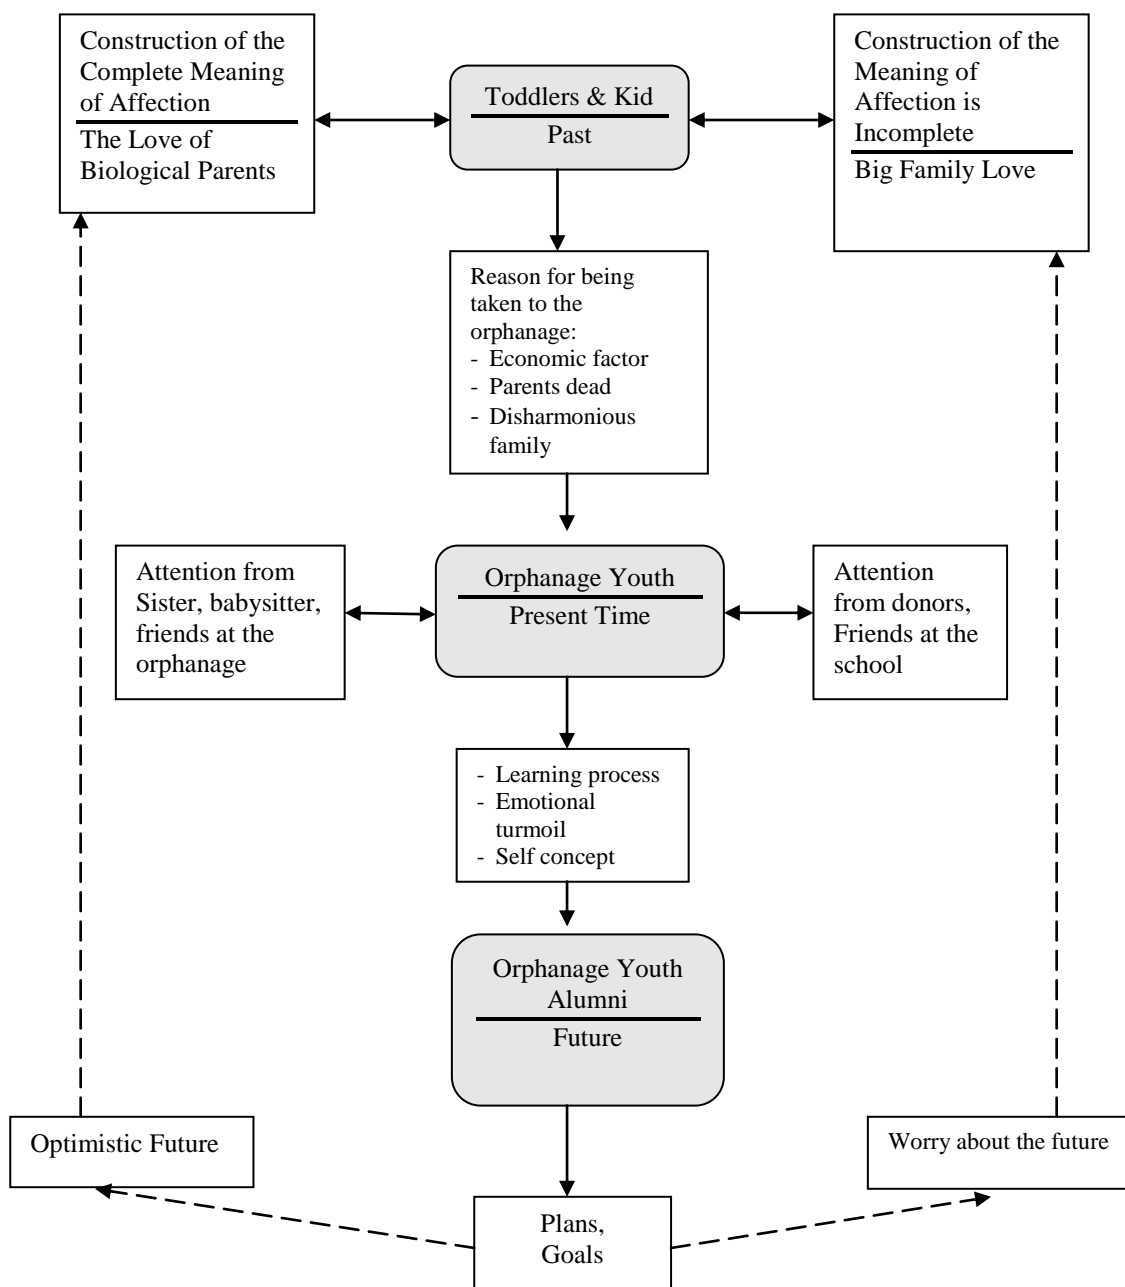 Construction of the
Complete Meaning
of Affection
The Love of
Biological Parents
Toddlers & Kid
Past
Construction of the
Meaning of
Affection is
Incomplete
Big Family Love
Reason for being
taken to the
orphanage:
- Economic factor
- Parents dead
- Disharmonious
family
Attention from
Sister, babysitter,
friends at the
orphanage
Orphanage Youth
Present Time
Attention
from donors,
Friends at the
school
- Learning process
- Emotional
turmoil
- Self concept
Orphanage Youth
Alumni
Future
Optimistic Future
Worry about the future
Plans,
Goals